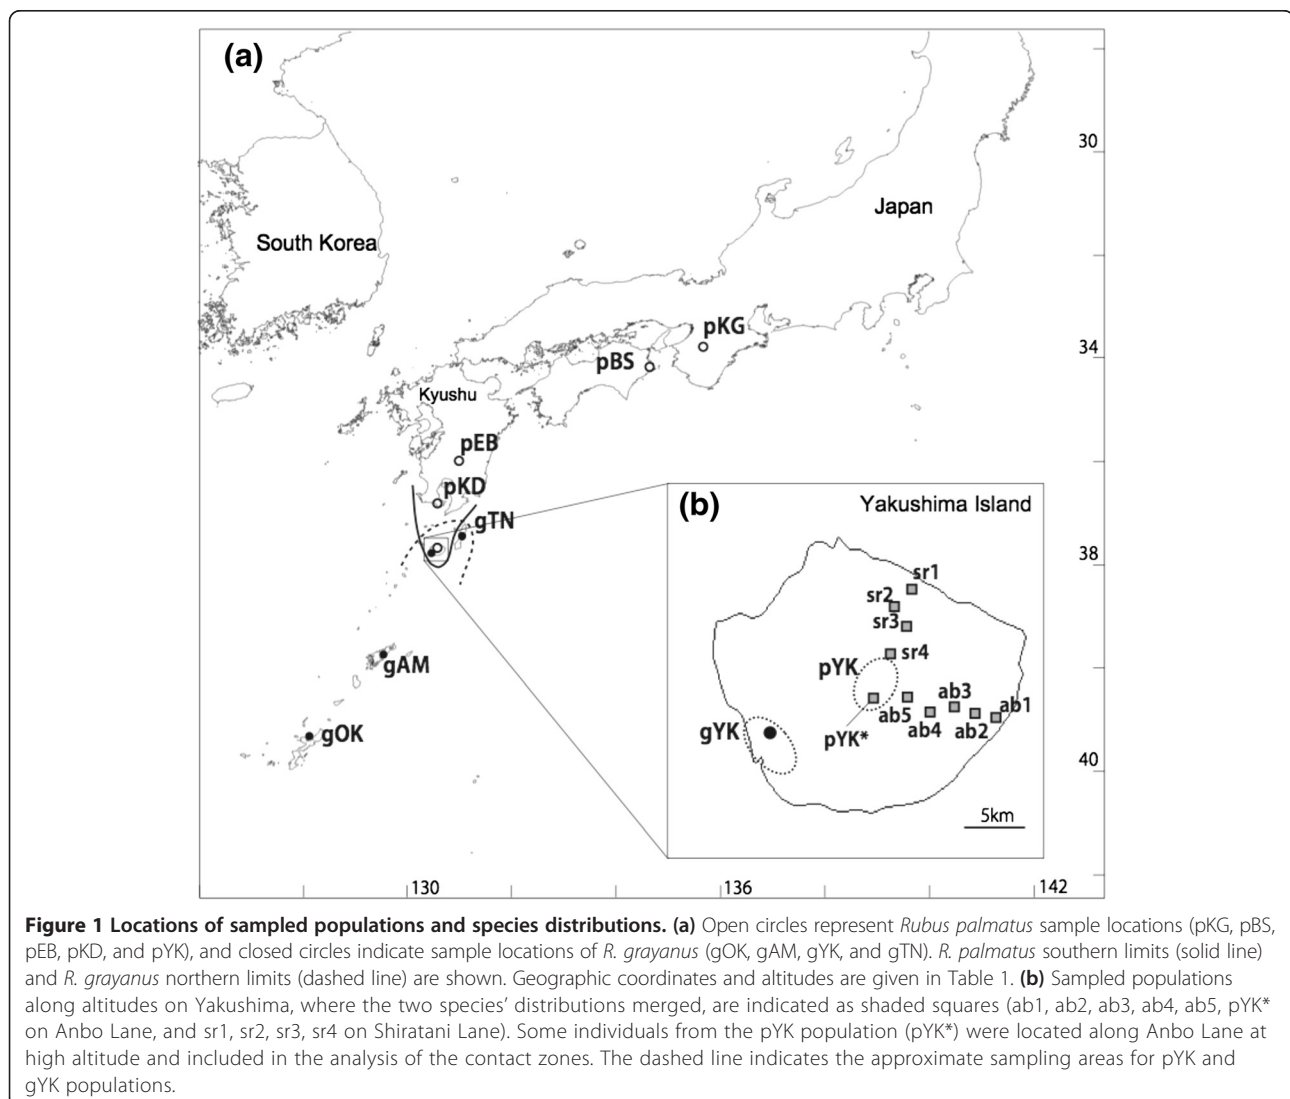 (a)
30
Japan
South Korea
pKG
34
pBS
Kyushu
pEB
pKD
gTN
(b)
Yakushima Island
38
sr1
sr2
sr3
sr4
gAM
pYK
ab3
ab1
ab5
ab4
ab2
gYK
pYK*
gOK
40
5km
130
136
142
Figure 1 Locations of sampled populations and species distributions. (a) Open circles represent Rubus palmatus sample locations (pKG, pBS,
pEB, pKD, and pYK), and closed circles indicate sample locations of R. grayanus (gOK, gAM, gYK, and gTN). R. palmatus southern limits (solid line)
and R. grayanus northern limits (dashed line) are shown. Geographic coordinates and altitudes are given in Table 1. (b) Sampled populations
along altitudes on Yakushima, where the two species’ distributions merged, are indicated as shaded squares (ab1, ab2, ab3, ab4, ab5, pYK*
on Anbo Lane, and sr1, sr2, sr3, sr4 on Shiratani Lane). Some individuals from the pYK population (pYK*) were located along Anbo Lane at
high altitude and included in the analysis of the contact zones. The dashed line indicates the approximate sampling areas for pYK and
gYK populations.